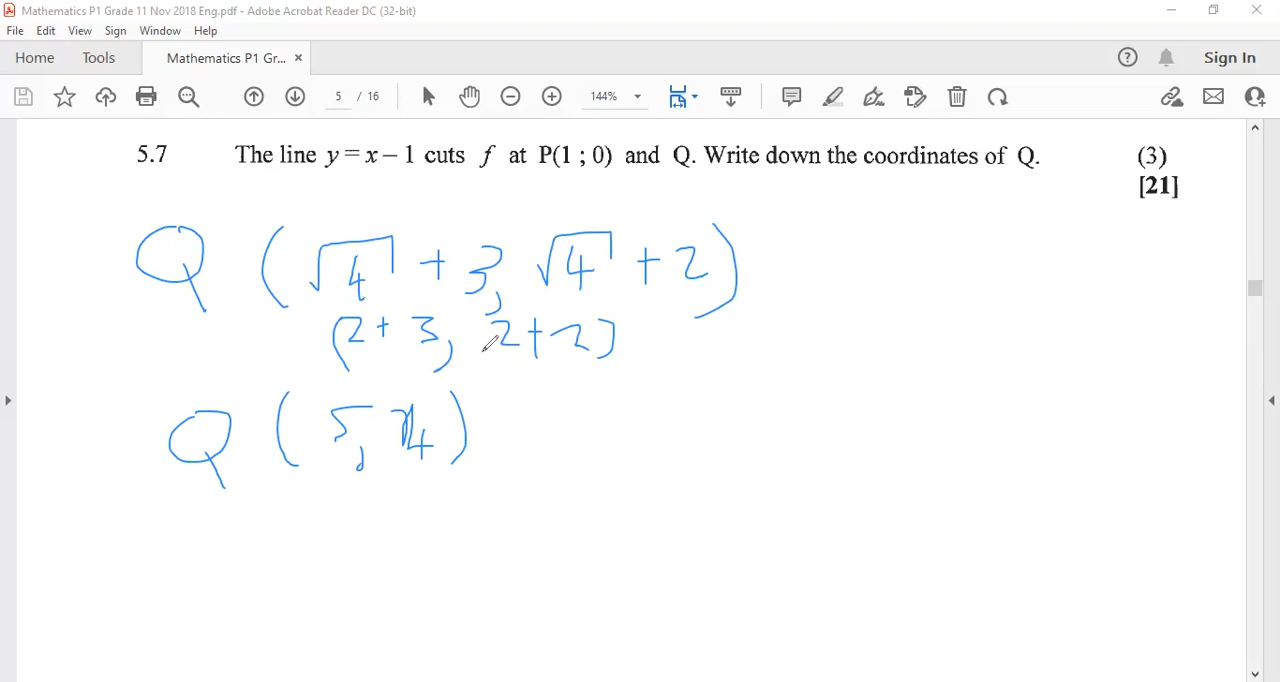 Mathematics P1 Grade 11 Nov 2018 Eng.pdf - Adobe Acrobat Reader DC (32-bit)
File Edit View Sign Window Help
Home Tools Mathematics P1 Gr... × Sign In
5 / 16 144%
5.7 The line y = x − 1 cuts f at P(1 ; 0) and Q. Write down the coordinates of Q. (3)
[21]
Q (√4 + 3, √4 + 2)
(2 + 3, 2 + 2)
Q (5, 4)